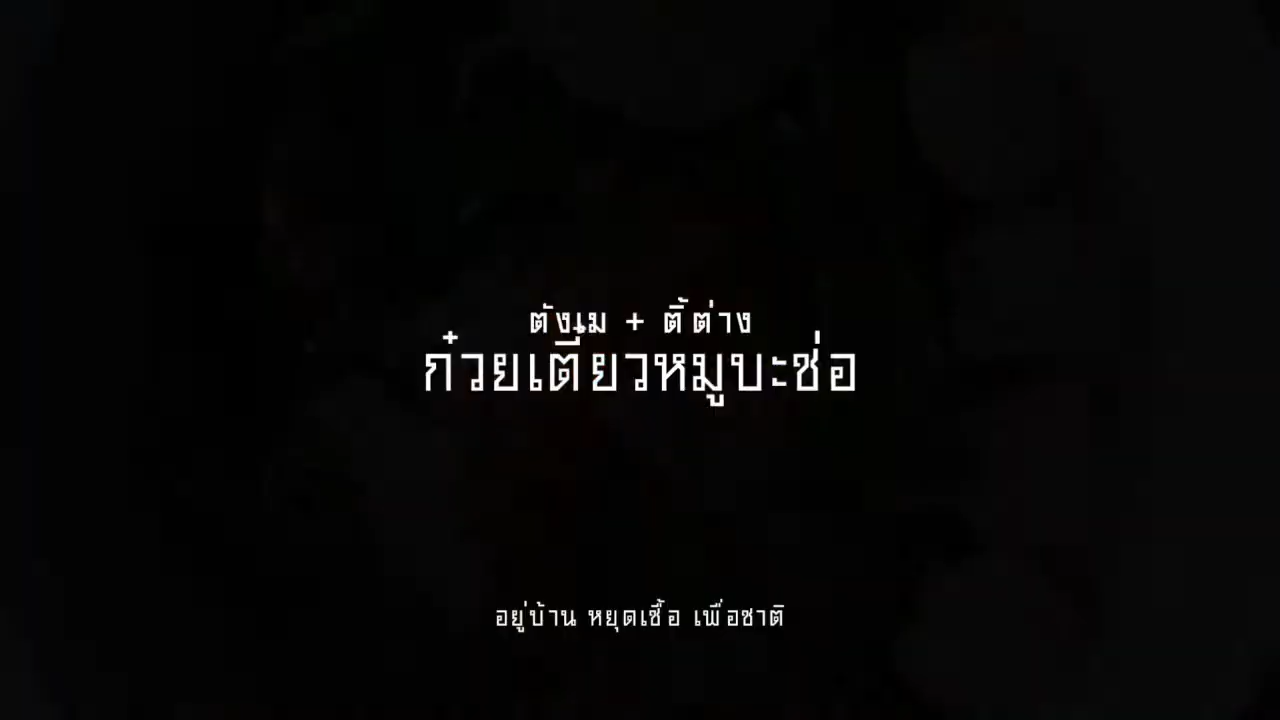 ตังเม + ติ้ต่าง
ก๋วยเตี๋ยวหมูบะช่อ
อยู่บ้าน หยุดเชื้อ เพื่อชาติ